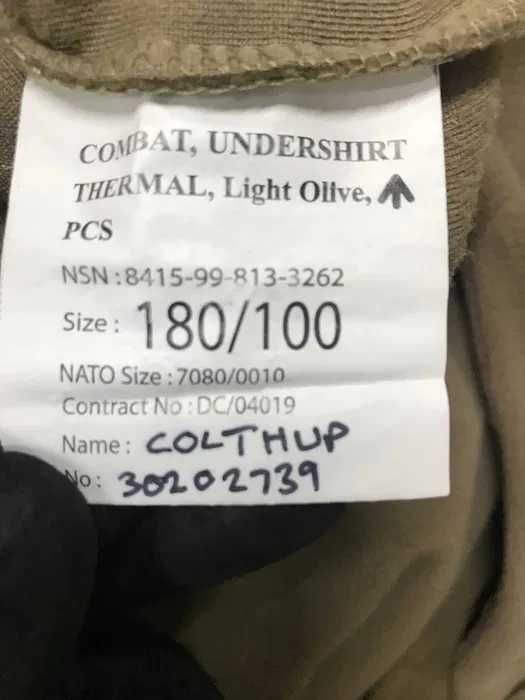 COMBAT, UNDERSHIRT
THERMAL, Light Olive,
PCS
NSN : 8415-99-813-3262
Size : 180/100
NATO Size : 7080/0010
Contract No : DC/04019
Name : COLTHUP
No : 30202739